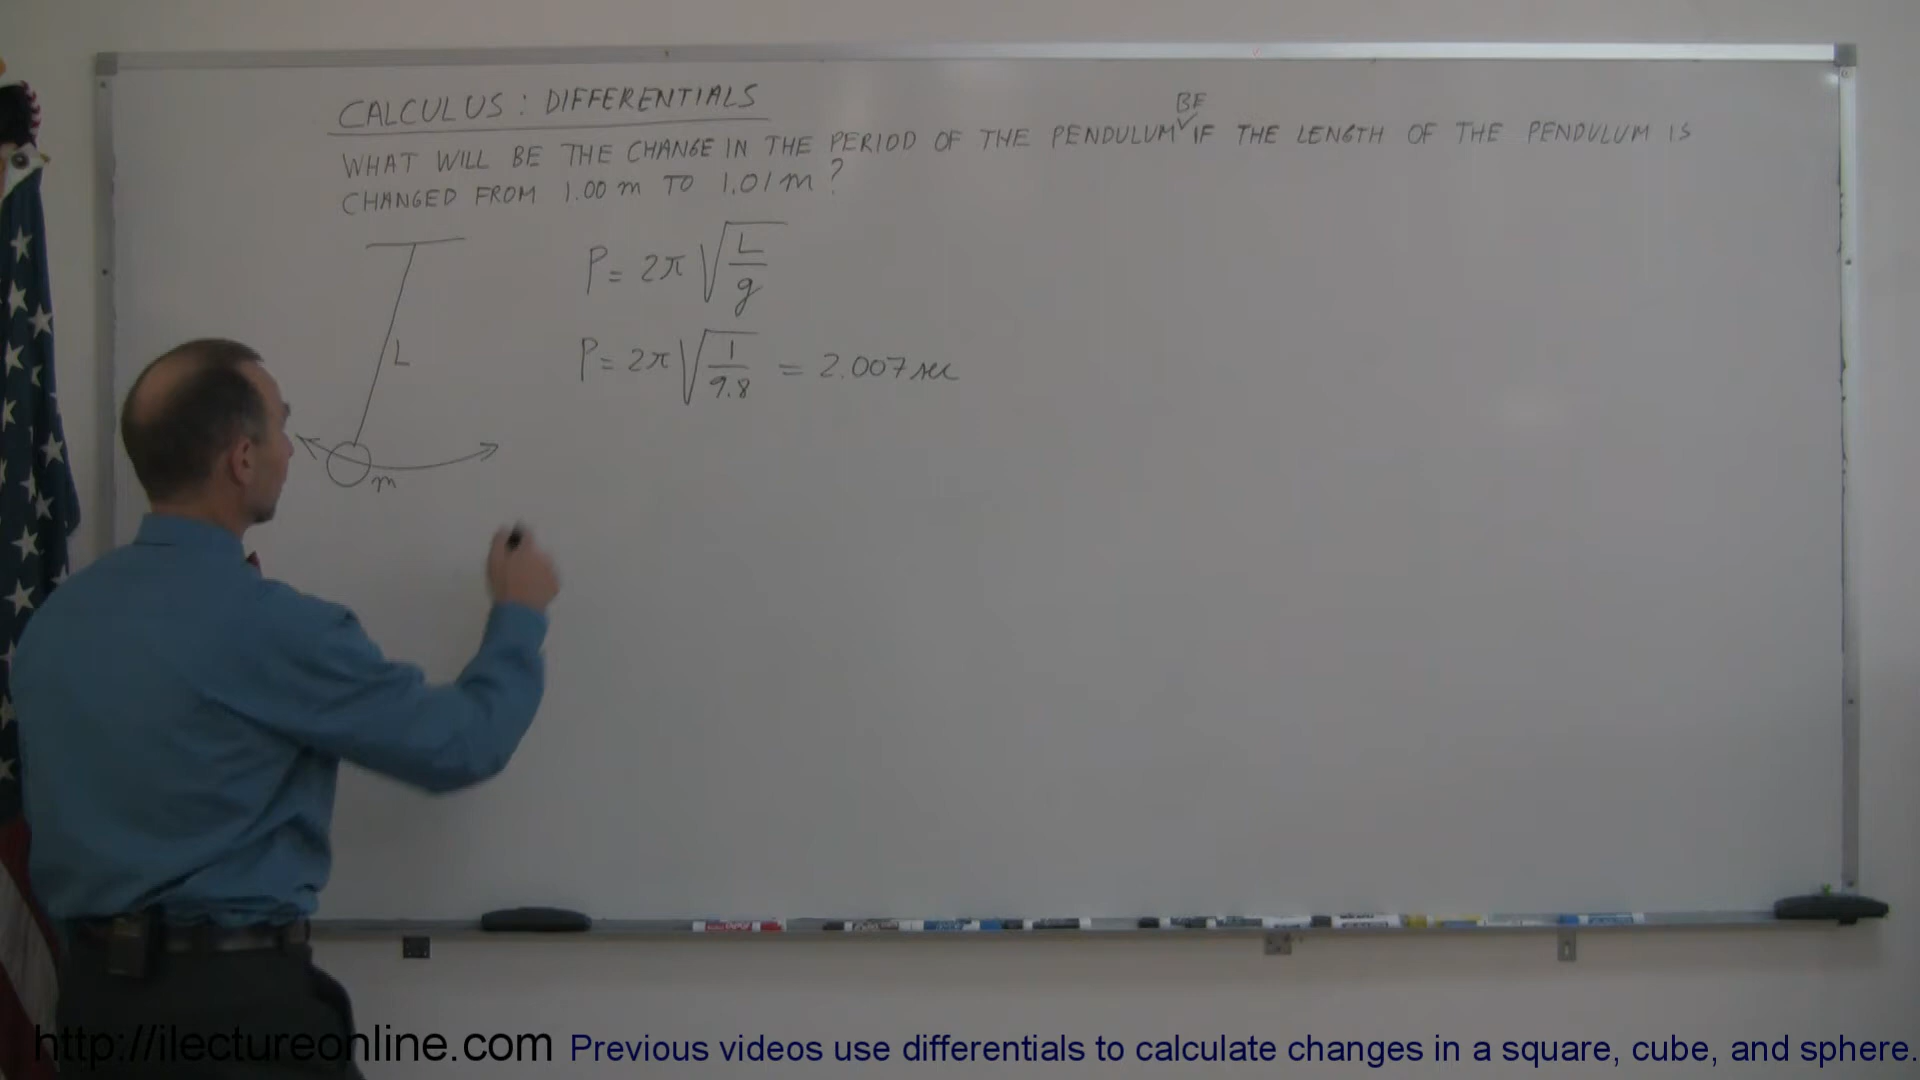 CALCULUS: DIFFERENTIALS
BE
WHAT WILL BE THE CHANGE IN THE PERIOD OF THE PENDULUM IF THE LENGTH OF THE PENDULUM IS
CHANGED FROM 1.00 m TO 1.01 m ?
P = 2π √(L/g)
P = 2π √(1/9.8) = 2.007 sec
L
m
http://ilectureonline.com Previous videos use differentials to calculate changes in a square, cube, and sphere.